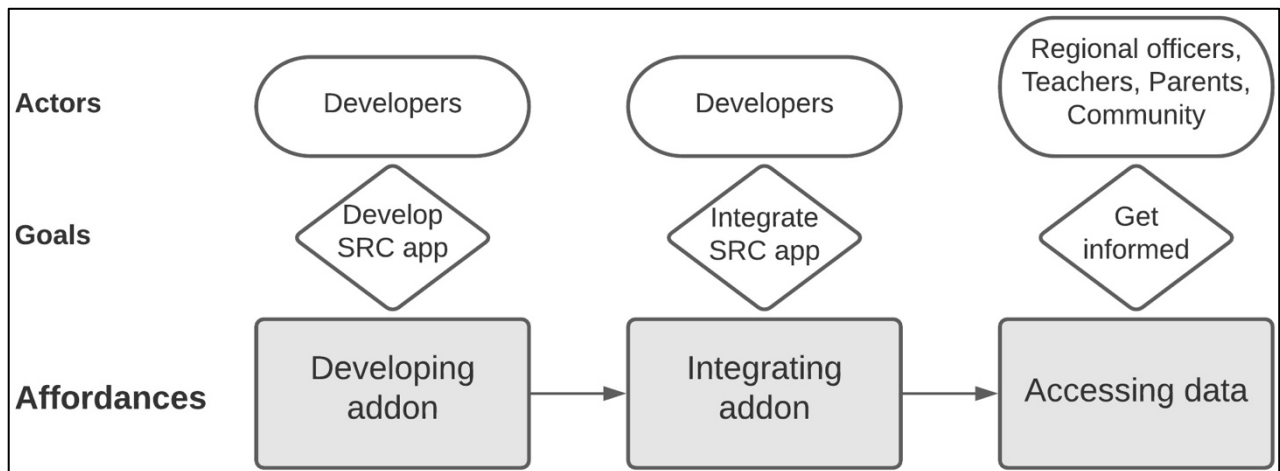 Actors
Developers
Developers
Regional officers,
Teachers, Parents,
Community
Goals
Develop
SRC app
Integrate
SRC app
Get
informed
Affordances
Developing
addon
Integrating
addon
Accessing data